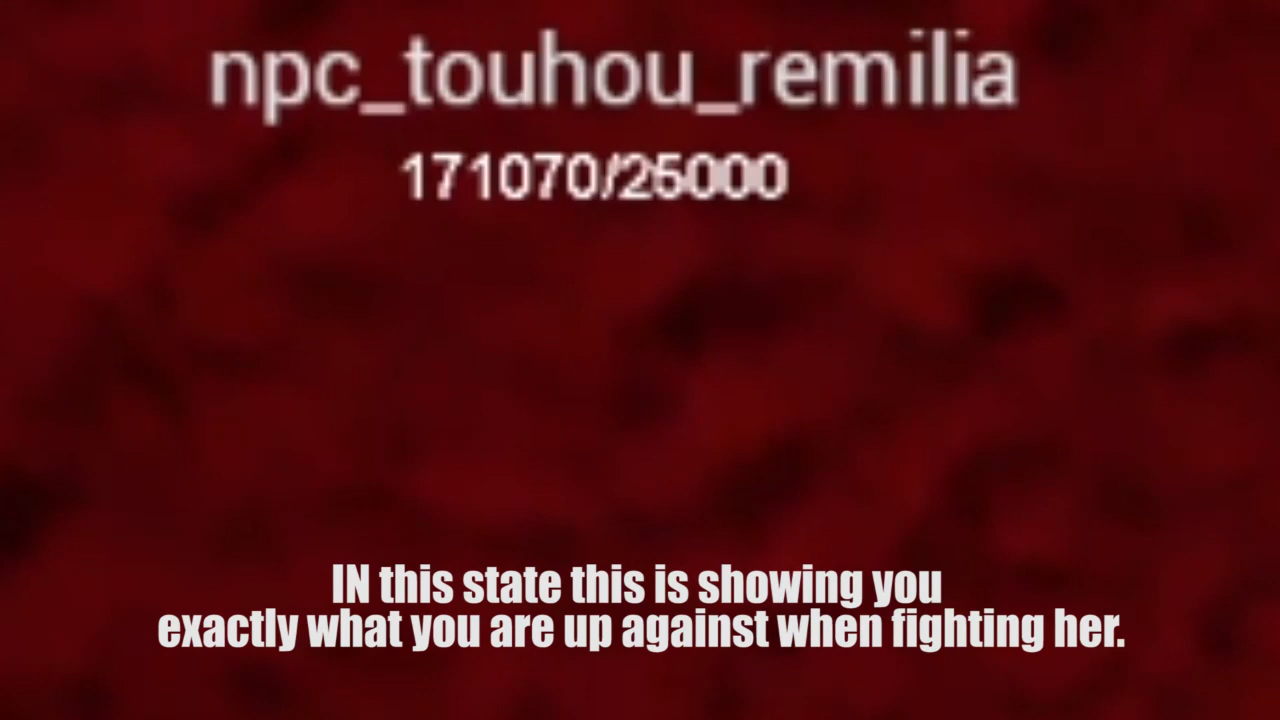 npc_touhou_remilia
171070/25000
IN this state this is showing you
exactly what you are up against when fighting her.